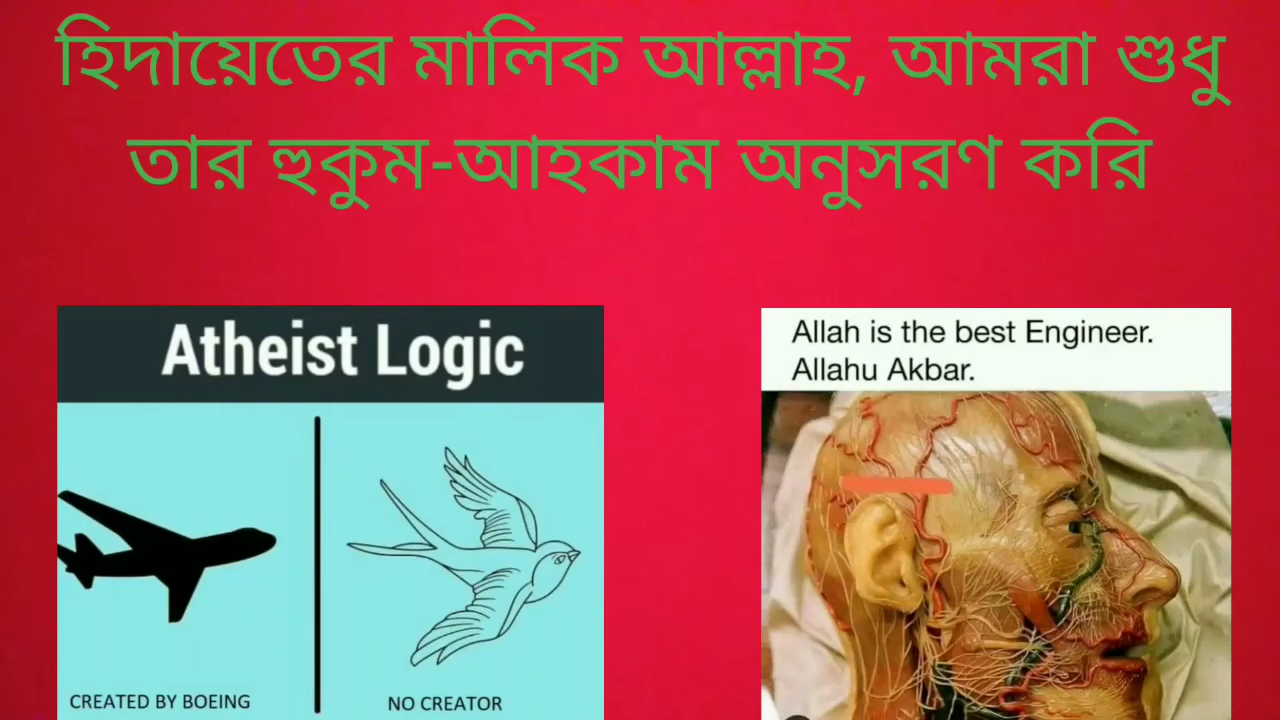 হিদায়েতের মালিক আল্লাহ, আমরা শুধু
তার হুকুম-আহকাম অনুসরণ করি
Atheist Logic
CREATED BY BOEING
NO CREATOR
Allah is the best Engineer.
Allahu Akbar.